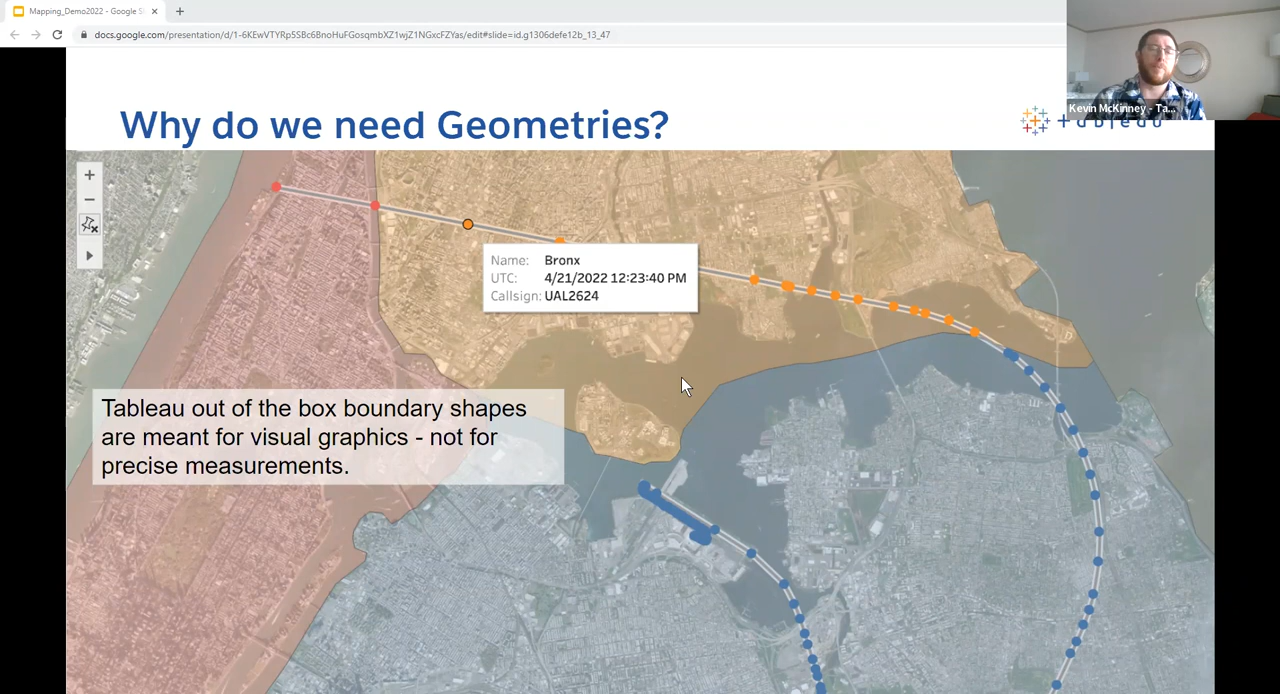 Mapping_Demo2022 - Google S
docs.google.com/presentation/d/1-6KEwVTYRp5SBc6BnoHuFGosqmbXZ1wjZ1NGxcFZYas/edit#slide=id.g1306defe12b_13_47
Kevin McKinney - Ta...
Why do we need Geometries?
+ a b | e a u
Name: Bronx
UTC: 4/21/2022 12:23:40 PM
Callsign: UAL2624
Tableau out of the box boundary shapes
are meant for visual graphics - not for
precise measurements.